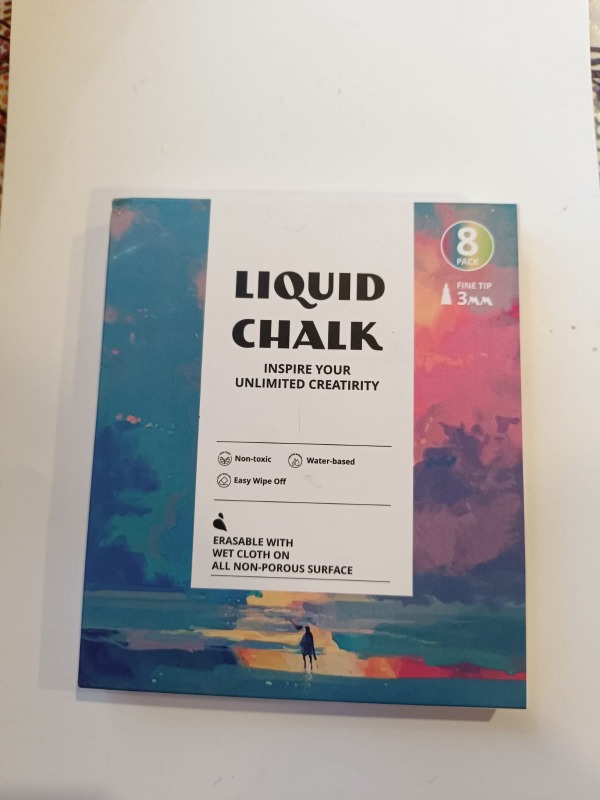 8
PACK
FINE TIP
3mm
LIQUID
CHALK
INSPIRE YOUR
UNLIMITED CREATIRITY
Non-toxic
Water-based
Easy Wipe Off
ERASABLE WITH
WET CLOTH ON
ALL NON-POROUS SURFACE